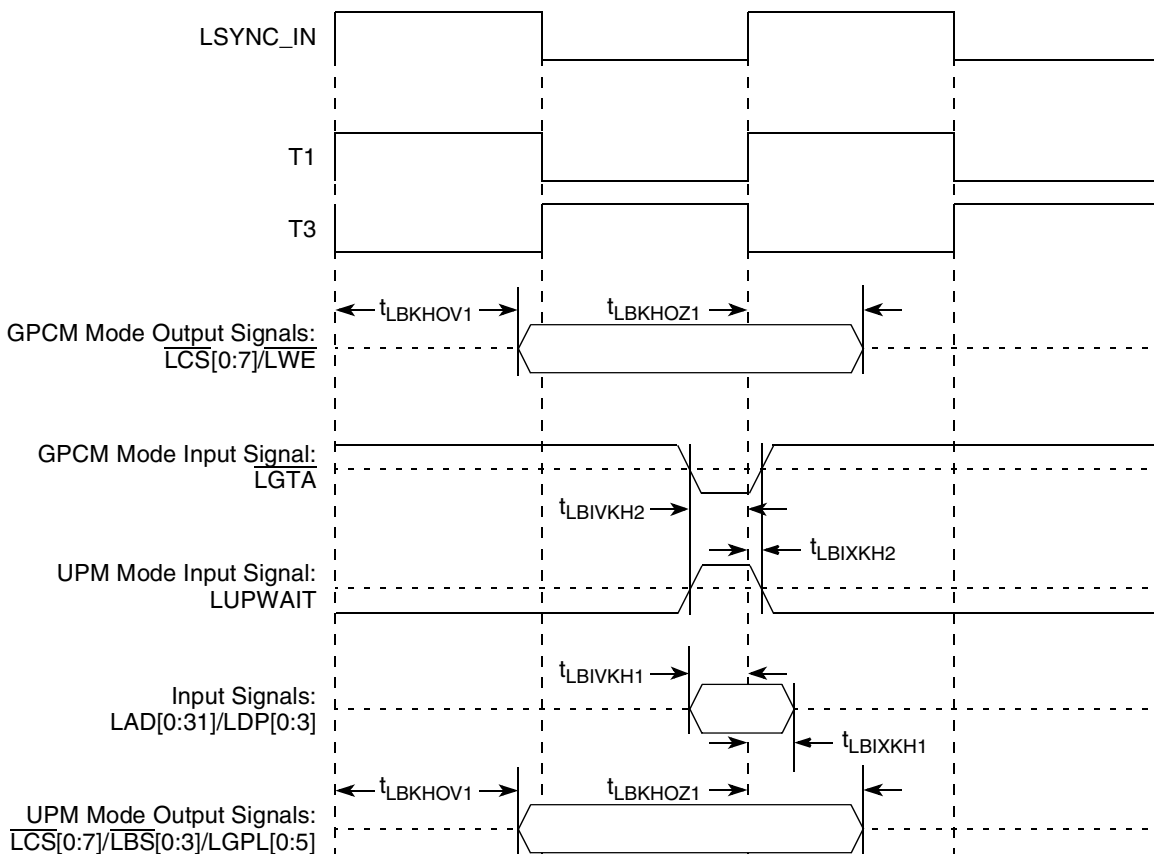 LSYNC_IN
T1
T3
tLBKHOV1
tLBKHOZ1
GPCM Mode Output Signals:
LCS[0:7]/LWE
GPCM Mode Input Signal:
LGTA
tLBIVKH2
tLBIXKH2
UPM Mode Input Signal:
LUPWAIT
tLBIVKH1
Input Signals:
LAD[0:31]/LDP[0:3]
tLBIXKH1
tLBKHOV1
tLBKHOZ1
UPM Mode Output Signals:
LCS[0:7]/LBS[0:3]/LGPL[0:5]